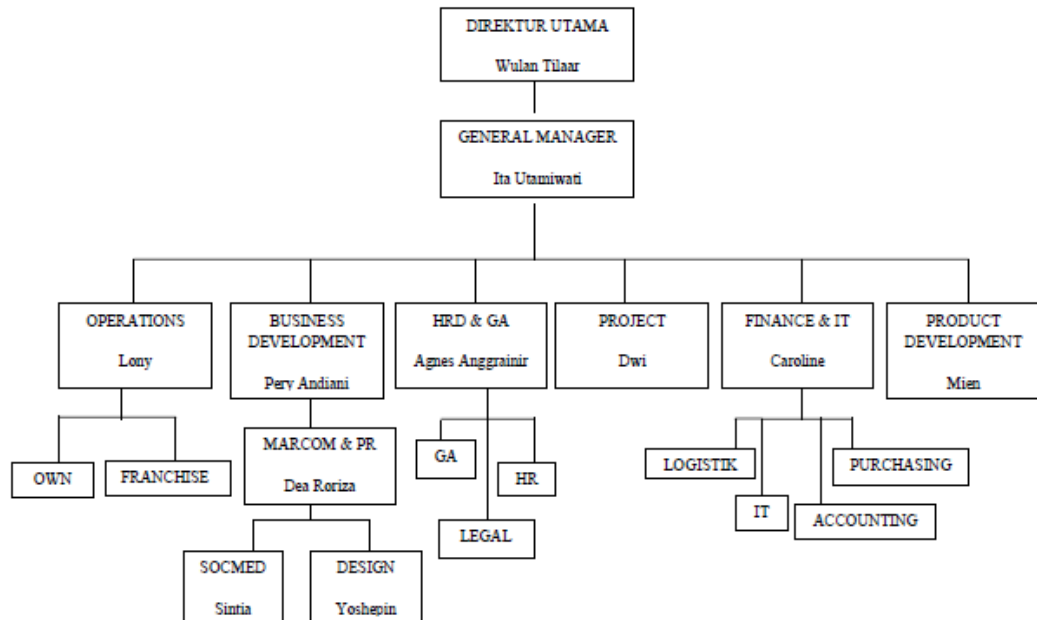 DIREKTUR UTAMA
Wulan Tilaar
GENERAL MANAGER
Ita Utamiwati
OPERATIONS
Lony
BUSINESS
DEVELOPMENT
Pery Andiani
HRD & GA
Agnes Anggrainir
PROJECT
Dwi
FINANCE & IT
Caroline
PRODUCT
DEVELOPMENT
Mien
OWN
FRANCHISE
MARCOM & PR
Dea Roriza
GA
HR
LEGAL
LOGISTIK
IT
ACCOUNTING
PURCHASING
SOCMED
Sintia
DESIGN
Yoshepin